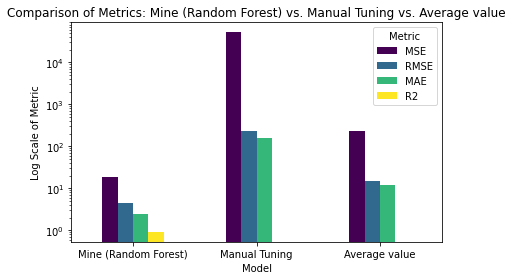 Comparison of Metrics: Mine (Random Forest) vs. Manual Tuning vs. Average value
Metric
MSE
RMSE
MAE
R2
Log Scale of Metric
10^4
10^3
10^2
10^1
10^0
Mine (Random Forest)
Manual Tuning
Average value
Model